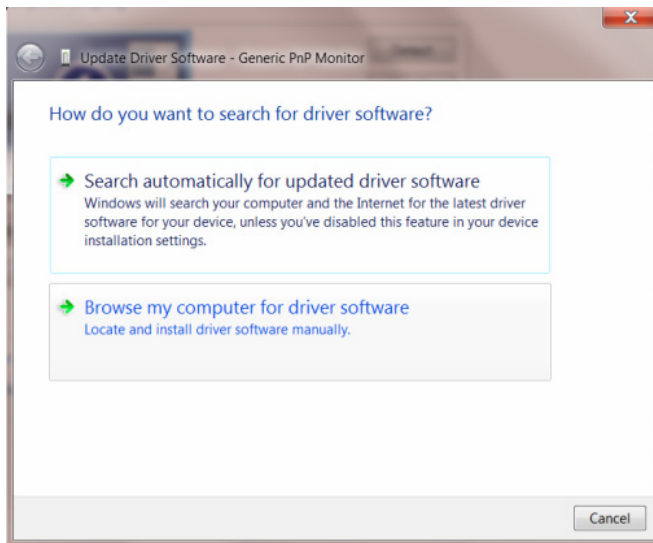 Update Driver Software - Generic PnP Monitor
How do you want to search for driver software?
Search automatically for updated driver software
Windows will search your computer and the Internet for the latest driver
software for your device, unless you've disabled this feature in your device
installation settings.
Browse my computer for driver software
Locate and install driver software manually.
Cancel